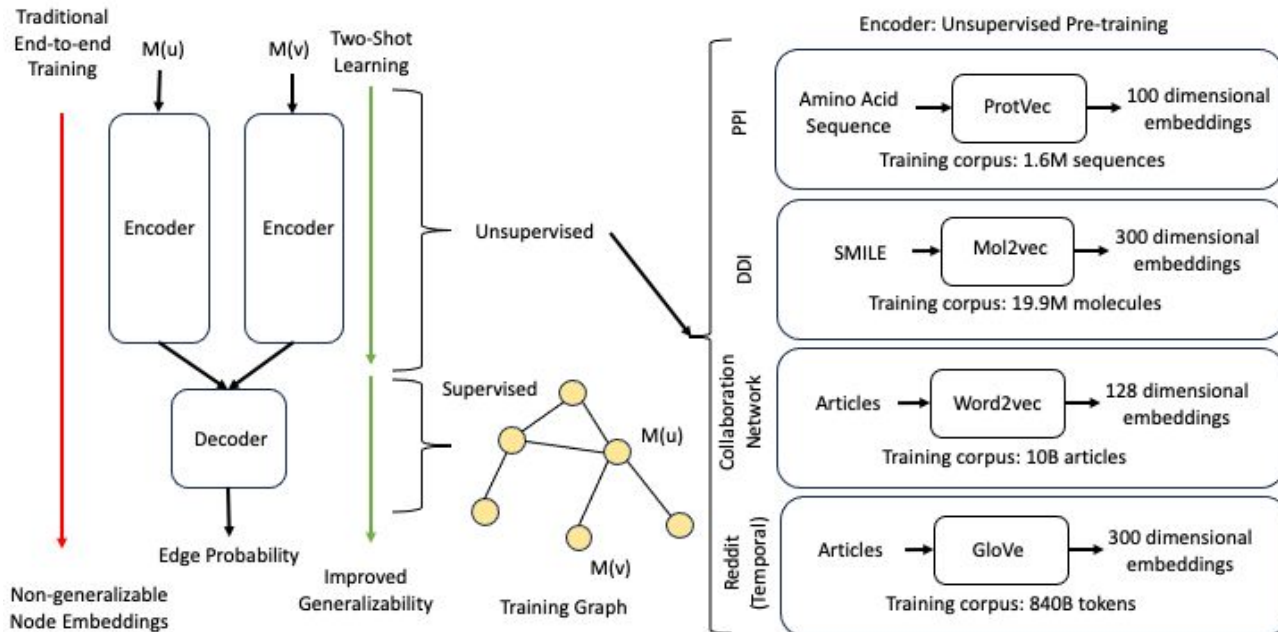 Traditional
End-to-end
Training
M(u)
M(v)
Two-Shot
Learning
Encoder
Encoder
Decoder
Edge Probability
Non-generalizable
Node Embeddings
Improved
Generalizability
Unsupervised
Supervised
M(u)
M(v)
Training Graph
Encoder: Unsupervised Pre-training
PPI
Amino Acid
Sequence
ProtVec
100 dimensional
embeddings
Training corpus: 1.6M sequences
DDI
SMILE
Mol2vec
300 dimensional
embeddings
Training corpus: 19.9M molecules
Collaboration
Network
Articles
Word2vec
128 dimensional
embeddings
Training corpus: 10B articles
Reddit
(Temporal)
Articles
GloVe
300 dimensional
embeddings
Training corpus: 840B tokens